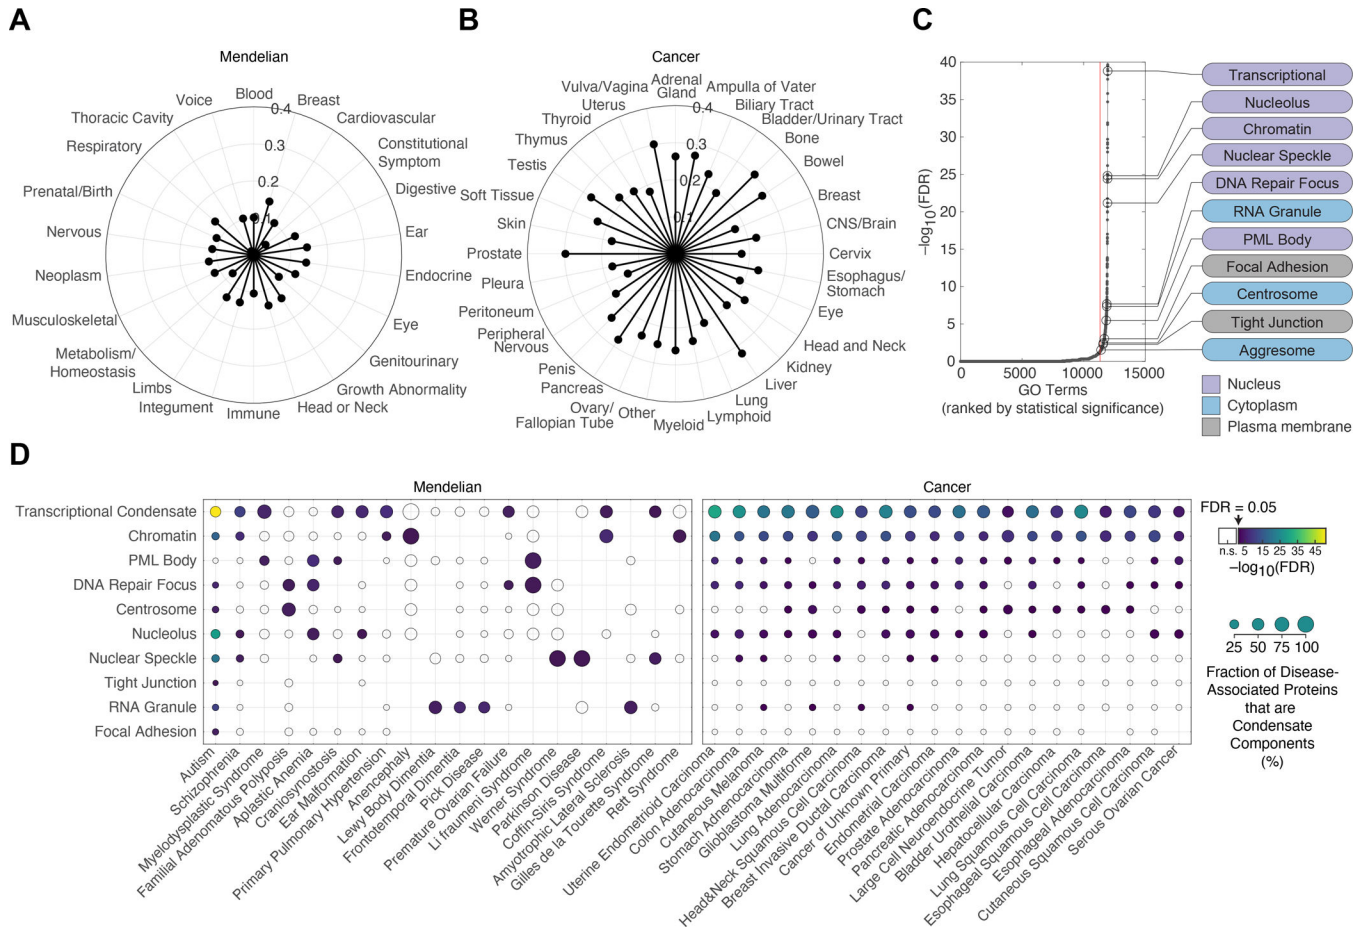 A
B
C
Mendelian
Blood
Breast
Cardiovascular
Constitutional
Symptom
Digestive
Ear
Endocrine
Eye
Genitourinary
Growth Abnormality
Head or Neck
Immune
Integument
Limbs
Metabolism/
Homeostasis
Musculoskeletal
Neoplasm
Nervous
Prenatal/Birth
Respiratory
Thoracic Cavity
Voice
0.4
0.3
0.2
0.1
Cancer
Adrenal
Gland
Ampulla of Vater
Biliary Tract
Bladder/Urinary Tract
Bone
Bowel
Breast
CNS/Brain
Cervix
Esophagus/
Stomach
Eye
Head and Neck
Kidney
Liver
Lung
Lymphoid
Myeloid
Other
Ovary/
Fallopian Tube
Pancreas
Penis
Peripheral
Nervous
Peritoneum
Pleura
Prostate
Skin
Soft Tissue
Testis
Thymus
Thyroid
Uterus
Vulva/Vagina
0.4
0.3
0.2
0.1
−log10(FDR)
40
35
30
25
20
15
10
5
0
0
5000
10000
15000
GO Terms
(ranked by statistical significance)
Transcriptional
Nucleolus
Chromatin
Nuclear Speckle
DNA Repair Focus
RNA Granule
PML Body
Focal Adhesion
Centrosome
Tight Junction
Aggresome
Nucleus
Cytoplasm
Plasma membrane
D
Mendelian
Cancer
Transcriptional Condensate
Chromatin
PML Body
DNA Repair Focus
Centrosome
Nucleolus
Nuclear Speckle
Tight Junction
RNA Granule
Focal Adhesion
Autism
Schizophrenia
Myelodysplastic Syndrome
Familial Adenomatous Polyposis
Aplastic Anemia
Craniosynostosis
Ear Malformation
Primary Pulmonary Hypertension
Anencephaly
Lewy Body Dimentia
Frontotemporal Dimentia
Pick Disease
Premature Ovarian Failure
Li fraumeni Syndrome
Werner Syndrome
Parkinson Disease
Coffin-Siris Syndrome
Amyotrophic Lateral Sclerosis
Gilles de la Tourette Syndrome
Rett Syndrome
Uterine Endometrioid Carcinoma
Colon Adenocarcinoma
Cutaneous Melanoma
Stomach Adenocarcinoma
Glioblastoma Multiforme
Lung Adenocarcinoma
Head&Neck Squamous Cell Carcinoma
Breast Invasive Ductal Carcinoma
Cancer of Unknown Primary
Endometrial Carcinoma
Prostate Adenocarcinoma
Pancreatic Adenocarcinoma
Large Cell Neuroendocrine Tumor
Bladder Urothelial Carcinoma
Hepatocellular Carcinoma
Lung Squamous Cell Carcinoma
Esophageal Squamous Cell Carcinoma
Esophageal Adenocarcinoma
Cutaneous Squamous Cell Carcinoma
Serous Ovarian Cancer
FDR = 0.05
n.s.
5 15 25 35 45
−log10(FDR)
25 50 75 100
Fraction of Disease-
Associated Proteins
that are
Condensate
Components
(%)